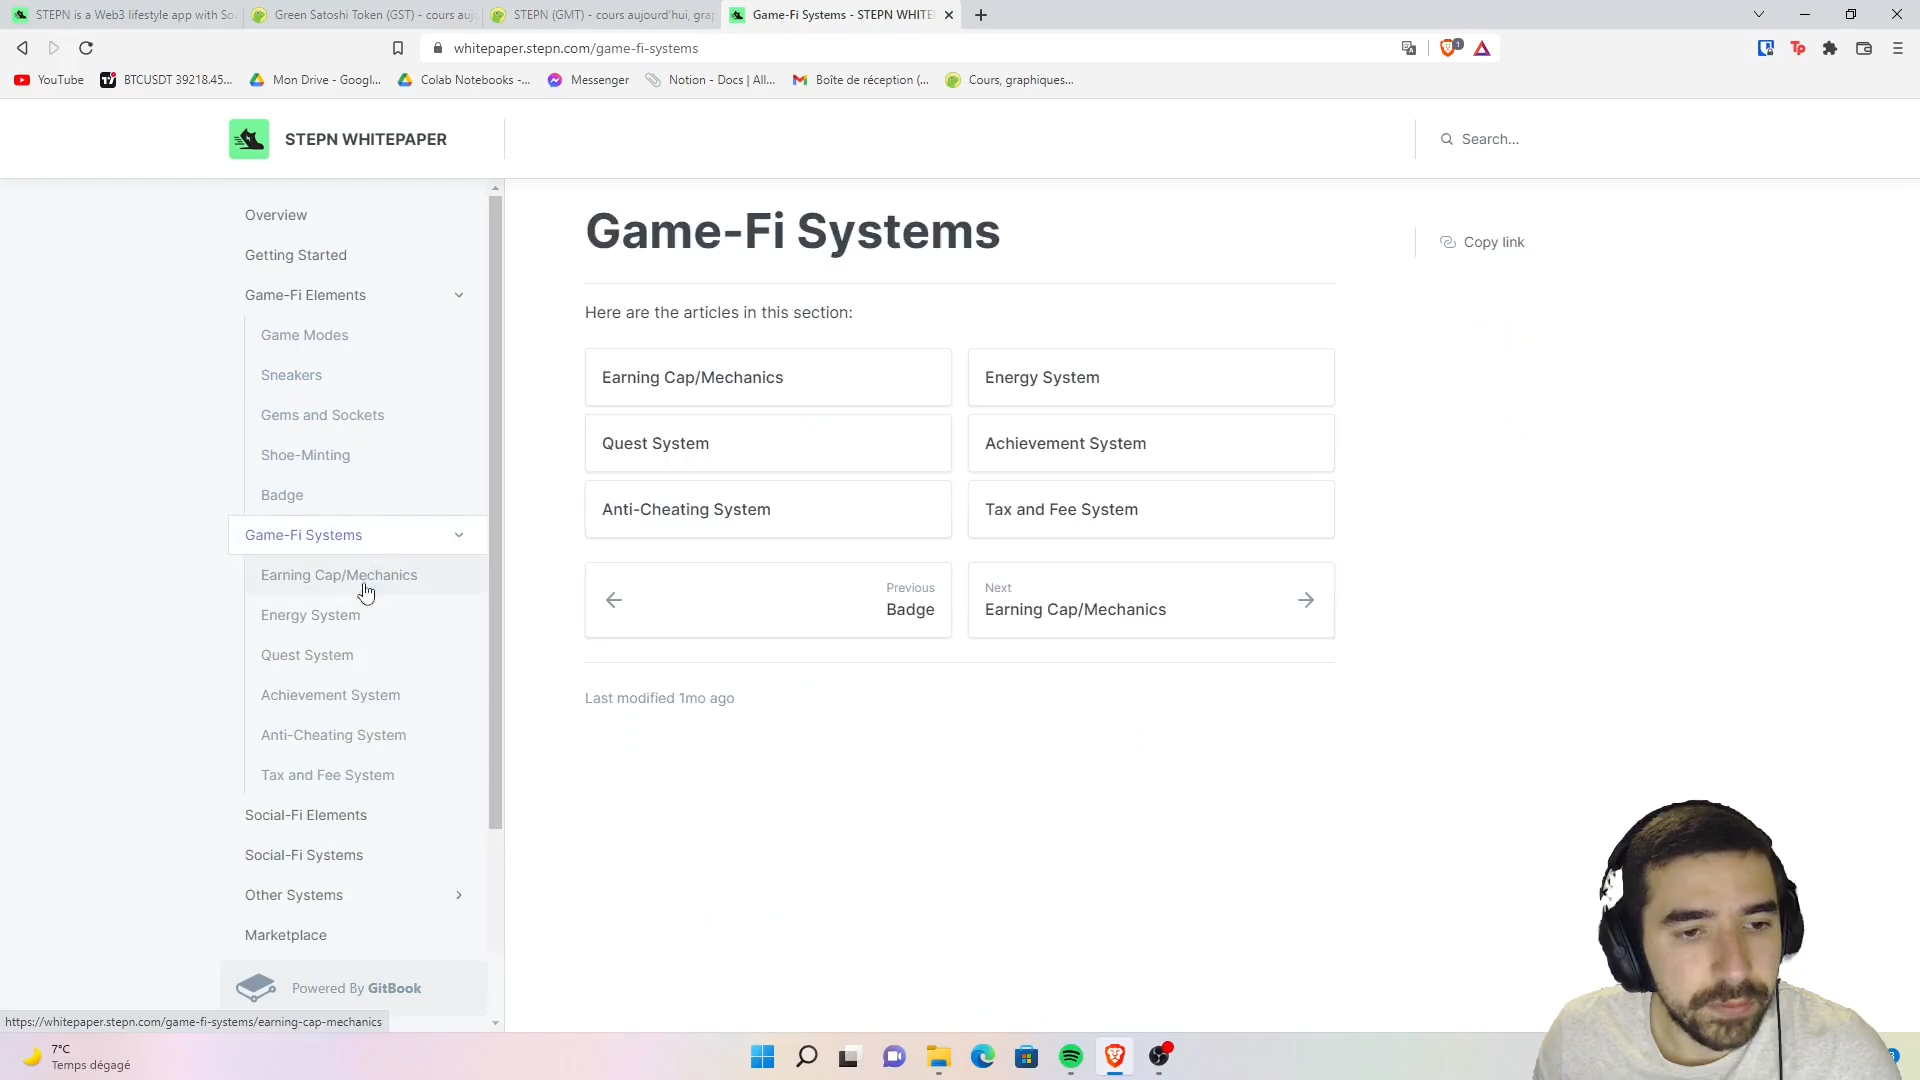 STEPN is a Web3 lifestyle app with So
Green Satoshi Token (GST) - cours auj
STEPN (GMT) - cours aujourd'hui, gra
Game-Fi Systems - STEPN WHITE
whitepaper.stepn.com/game-fi-systems
1
Tp
YouTube
BTCUSDT 39218.45...
Mon Drive - Googl...
Colab Notebooks -...
Messenger
Notion - Docs | All...
Boîte de réception (...
Cours, graphiques...
STEPN WHITEPAPER
Search...
Overview
Getting Started
Game-Fi Elements
Game Modes
Sneakers
Gems and Sockets
Shoe-Minting
Badge
Game-Fi Systems
Earning Cap/Mechanics
Energy System
Quest System
Achievement System
Anti-Cheating System
Tax and Fee System
Social-Fi Elements
Social-Fi Systems
Other Systems
Marketplace
Powered By GitBook
Game-Fi Systems
Copy link
Here are the articles in this section:
Earning Cap/Mechanics
Energy System
Quest System
Achievement System
Anti-Cheating System
Tax and Fee System
Previous
Badge
Next
Earning Cap/Mechanics
Last modified 1mo ago
https://whitepaper.stepn.com/game-fi-systems/earning-cap-mechanics
7°C
Temps dégagé